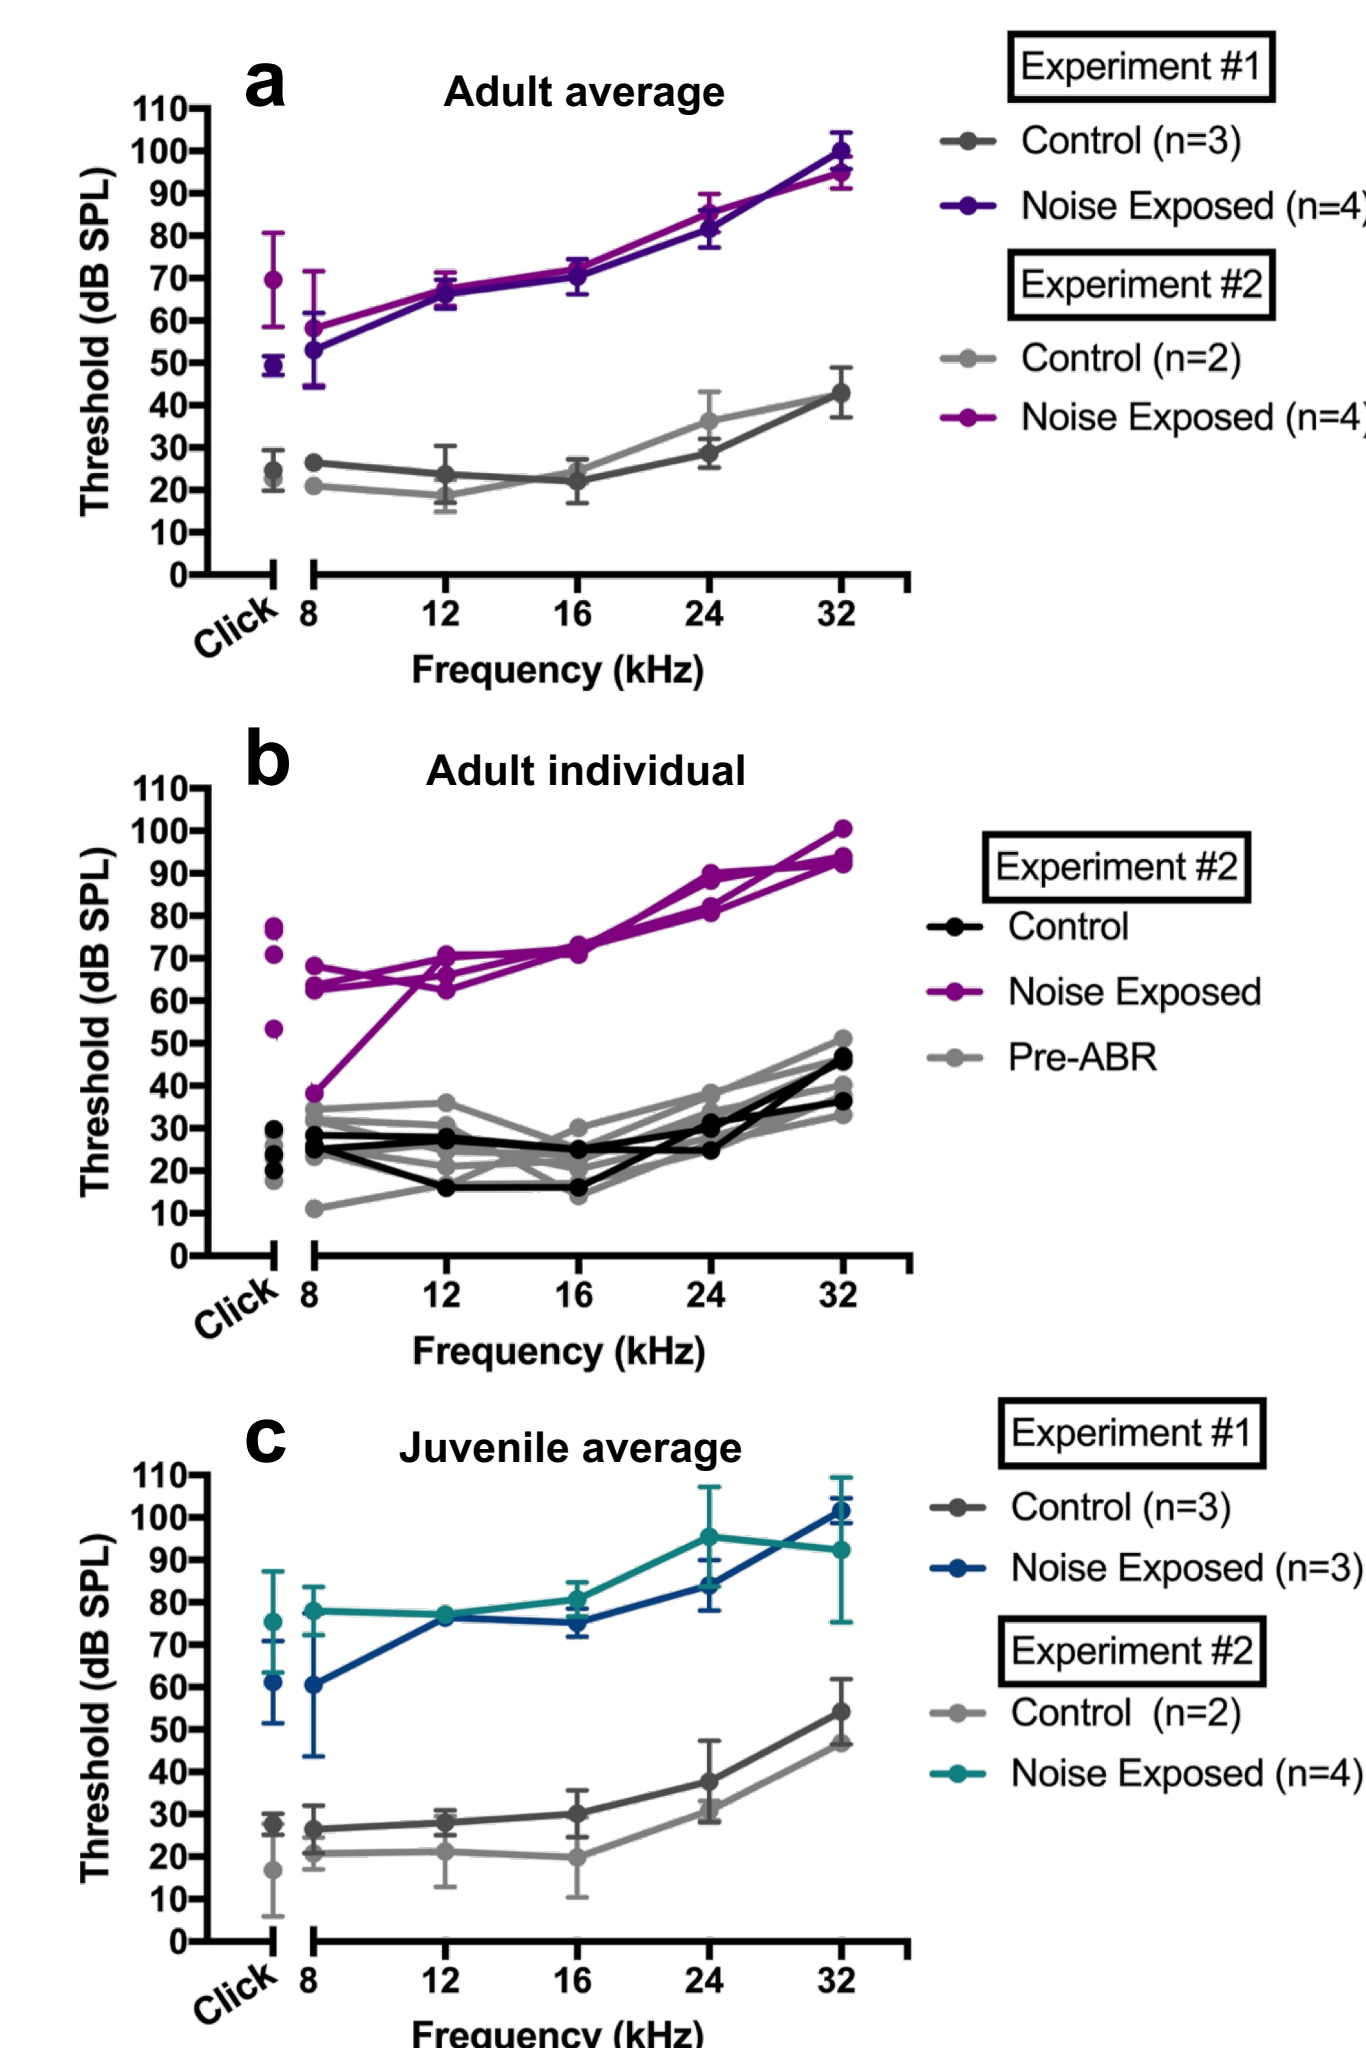 a
Adult average
Experiment #1
Control (n=3)
Noise Exposed (n=4)
Experiment #2
Control (n=2)
Noise Exposed (n=4)
Threshold (dB SPL)
110
100
90
80
70
60
50
40
30
20
10
0
Click 8 12 16 24 32
Frequency (kHz)
b
Adult individual
Experiment #2
Control
Noise Exposed
Pre-ABR
Threshold (dB SPL)
110
100
90
80
70
60
50
40
30
20
10
0
Click 8 12 16 24 32
Frequency (kHz)
c
Juvenile average
Experiment #1
Control (n=3)
Noise Exposed (n=3)
Experiment #2
Control (n=2)
Noise Exposed (n=4)
Threshold (dB SPL)
110
100
90
80
70
60
50
40
30
20
10
0
Click 8 12 16 24 32
Frequency (kHz)